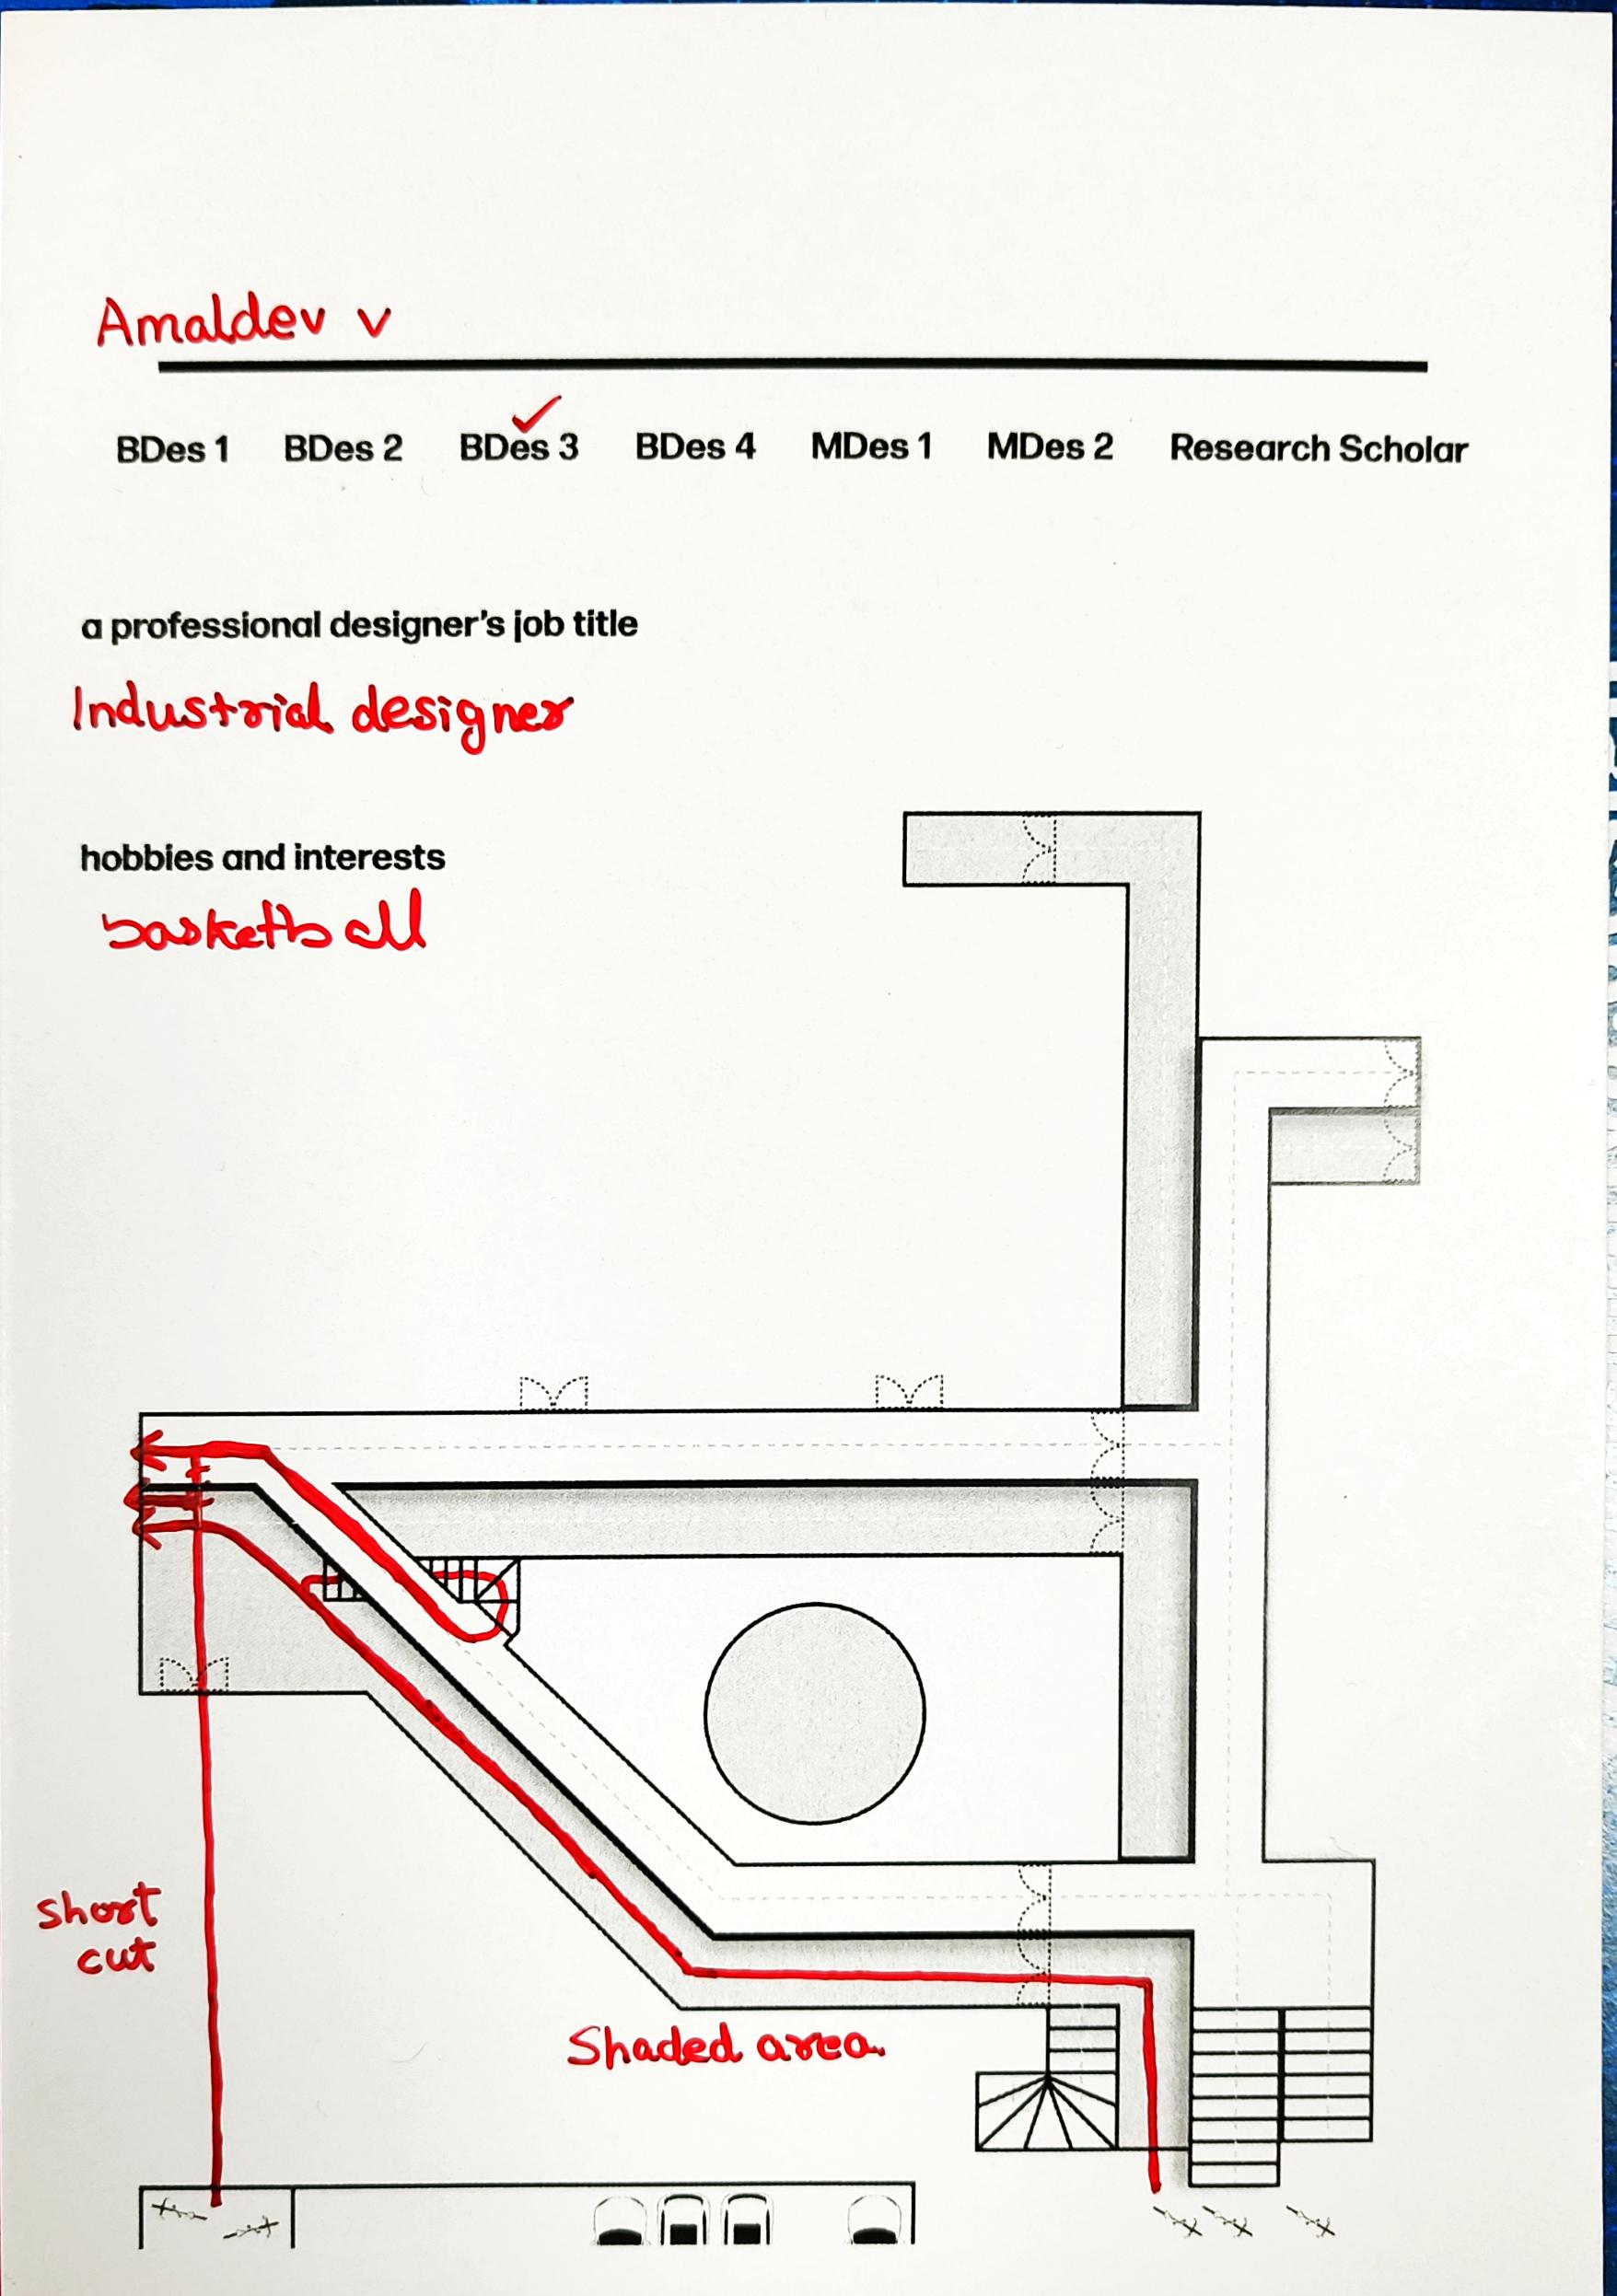 Amaldev v
BDes 1 BDes 2 BDes 3 BDes 4 MDes 1 MDes 2 Research Scholar
a professional designer's job title
Industrial designer
hobbies and interests
basketball
short
cut
Shaded area.